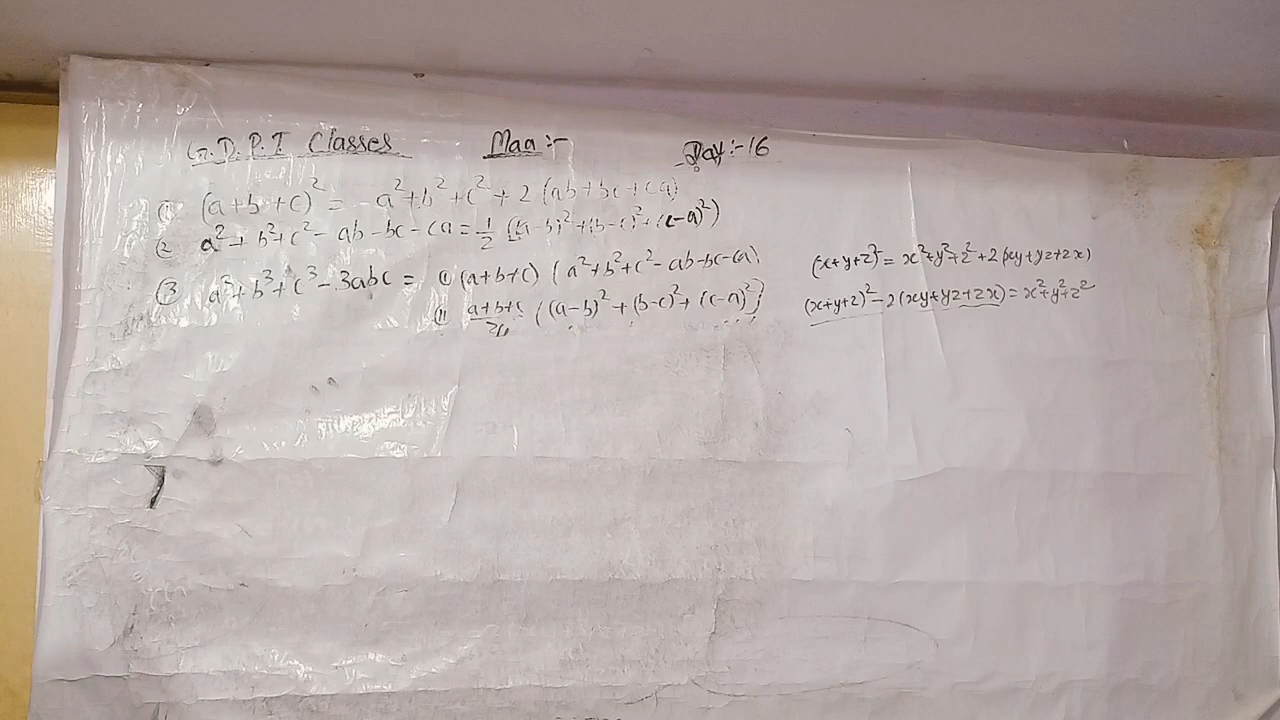 G.D.P.I Classes Maa :- Day :- 16
① (a+b+c)² = a²+b²+c²+2(ab+bc+ca)
② a²+b²+c²-ab-bc-ca = 1/2 ((a-b)²+(b-c)²+(c-a)²)
③ a³+b³+c³-3abc = (i) (a+b+c) (a²+b²+c²-ab-bc-ca)
(ii) a+b+c/2 ((a-b)²+(b-c)²+(c-a)²)
(x+y+z)² = x²+y²+z²+2(xy+yz+zx)
(x+y+z)²-2(xy+yz+zx) = x²+y²+z²